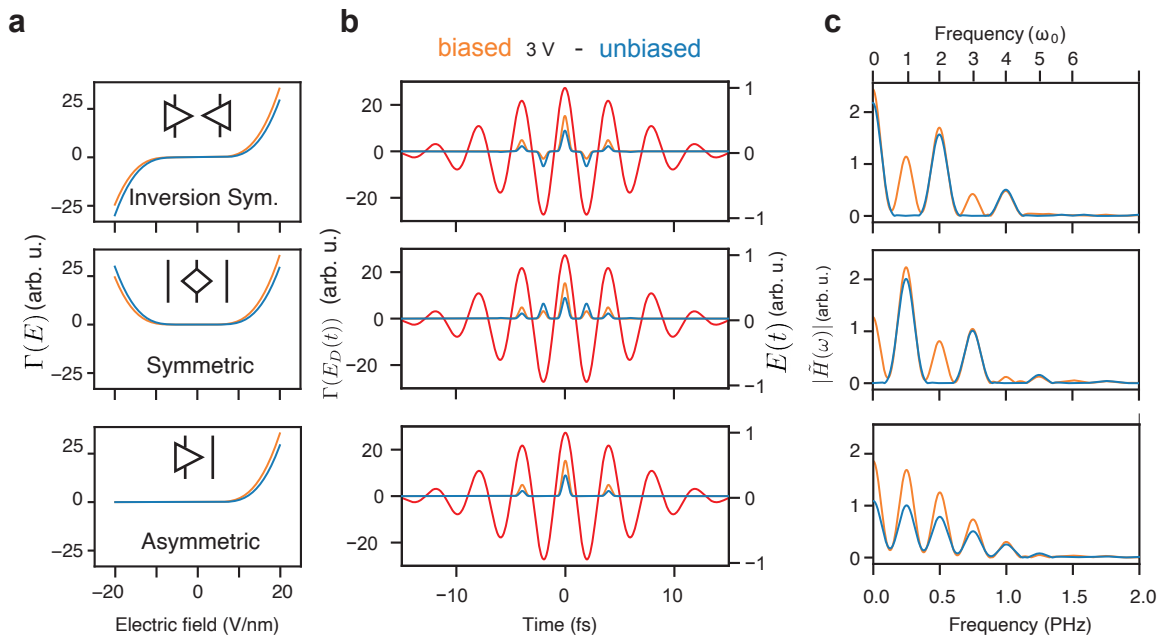 a
b
c
biased 3 V - unbiased
Frequency (ω₀)
0 1 2 3 4 5 6
25
0
−25
Inversion Sym.
20
0
−20
1
0
−1
2
1
0
Γ(E) (arb. u.)
25
0
−25
Symmetric
Γ(E_D(t)) (arb. u.)
20
0
−20
1
0
−1
E(t) (arb. u.)
|H̃(ω)| (arb. u.)
2
1
0
25
0
−25
Asymmetric
20
0
−20
1
0
−1
2
1
0
−20 0 20
Electric field (V/nm)
−10 0 10
Time (fs)
0.0 0.5 1.0 1.5 2.0
Frequency (PHz)